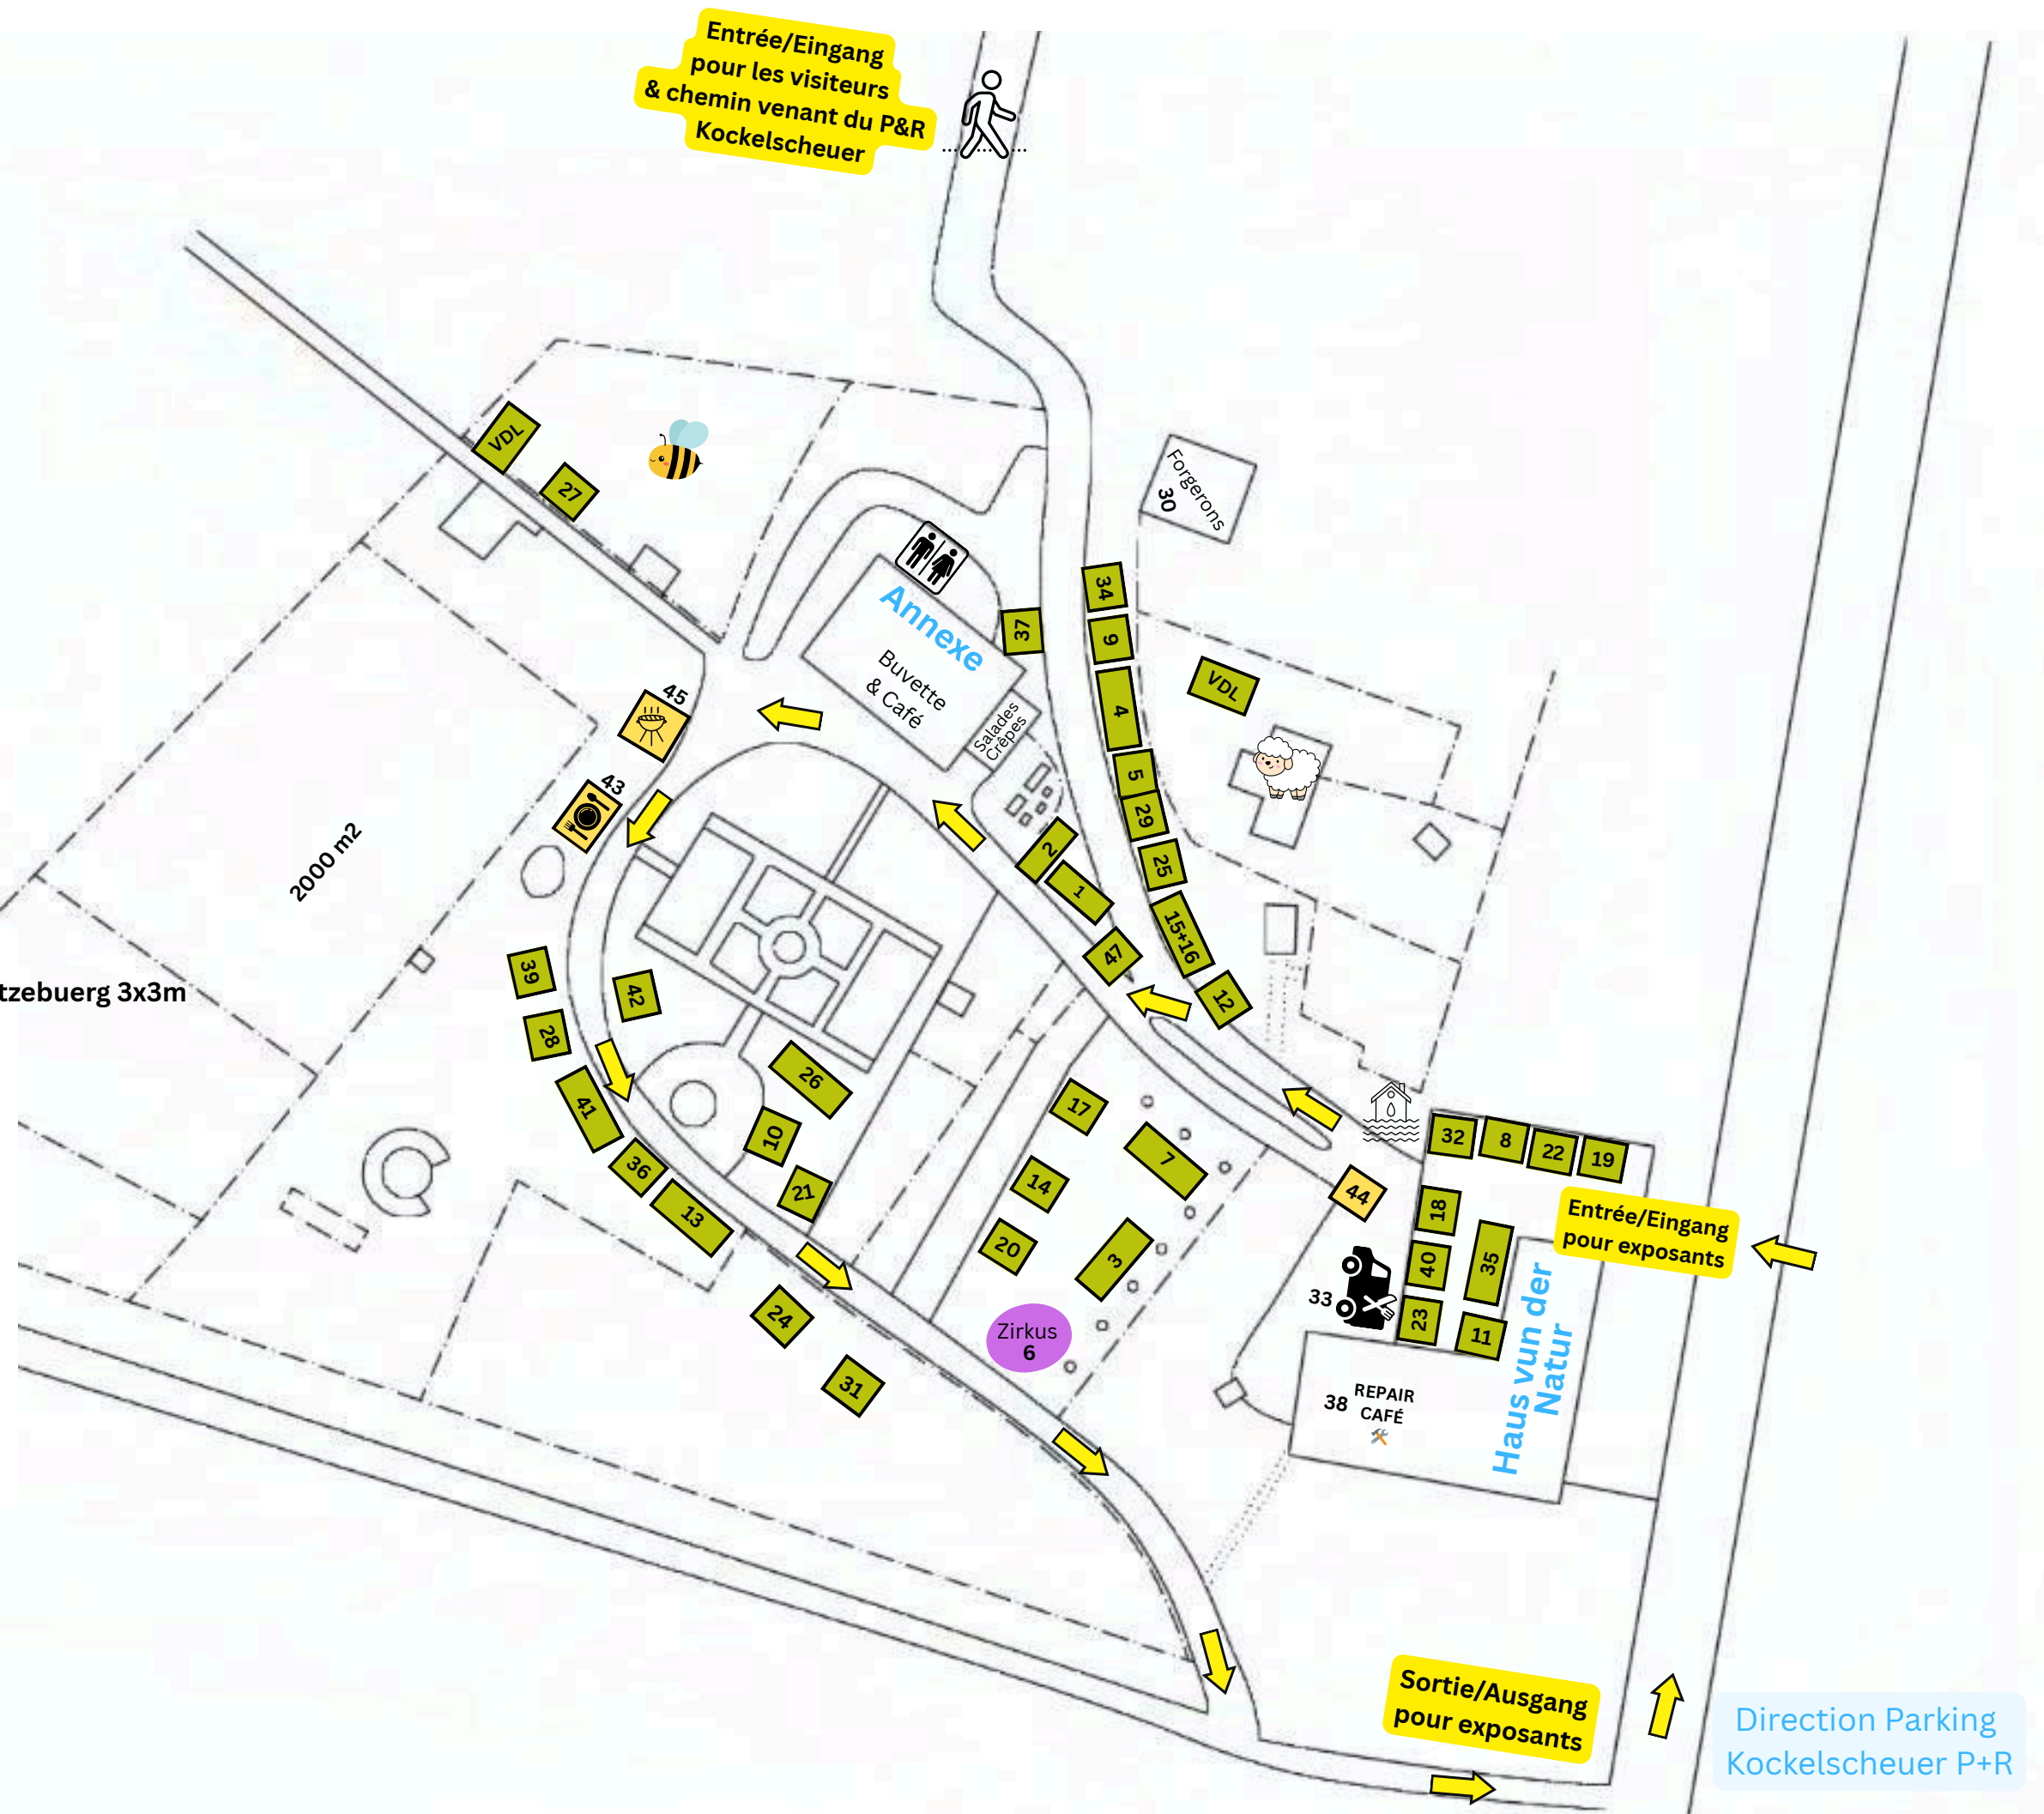 Entrée/Eingang
pour les visiteurs
& chemin venant du P&R
Kockelscheuer
VDL
27
Forgerons
30
Annexe
Buvette
& Café
Salades
Crêpes
37
34
9
4
5
29
25
15+16
12
VDL
45
43
2
1
47
2000 m2
tzebuerg 3x3m
39
42
28
41
36
13
26
10
21
24
31
17
14
20
7
3
Zirkus
6
44
32
8
22
19
18
40
35
23
11
33
Entrée/Eingang
pour exposants
Haus vun der
Natur
38
REPAIR
CAFÉ
Sortie/Ausgang
pour exposants
Direction Parking
Kockelscheuer P+R